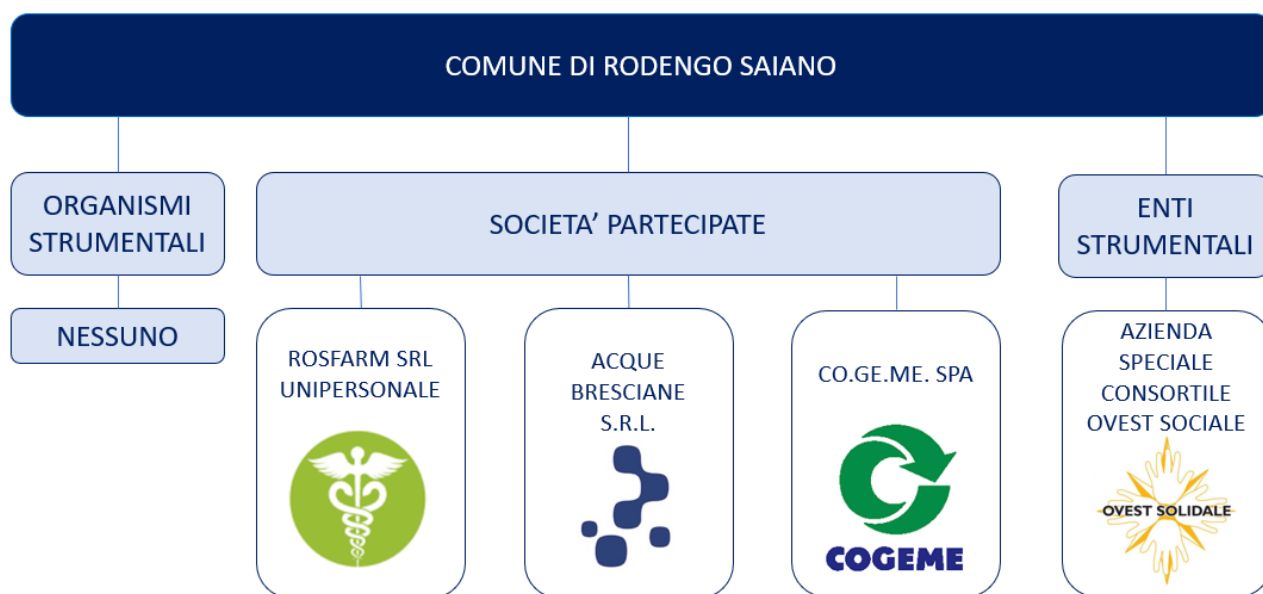 COMUNE DI RODENGO SAIANO
ORGANISMI
STRUMENTALI
NESSUNO
SOCIETA’ PARTECIPATE
ROSFARM SRL
UNIPERSONALE
ACQUE
BRESCIANE
S.R.L.
CO.GE.ME. SPA
COGEME
ENTI
STRUMENTALI
AZIENDA
SPECIALE
CONSORTILE
OVEST SOCIALE
OVEST SOLIDALE